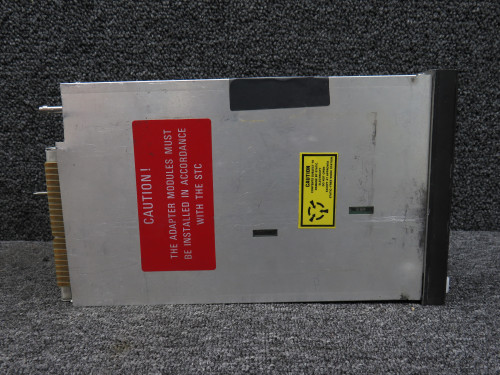 CAUTION!
THE ADAPTER MODULES MUST
BE INSTALLED IN ACCORDANCE
WITH THE STC
CAUTION